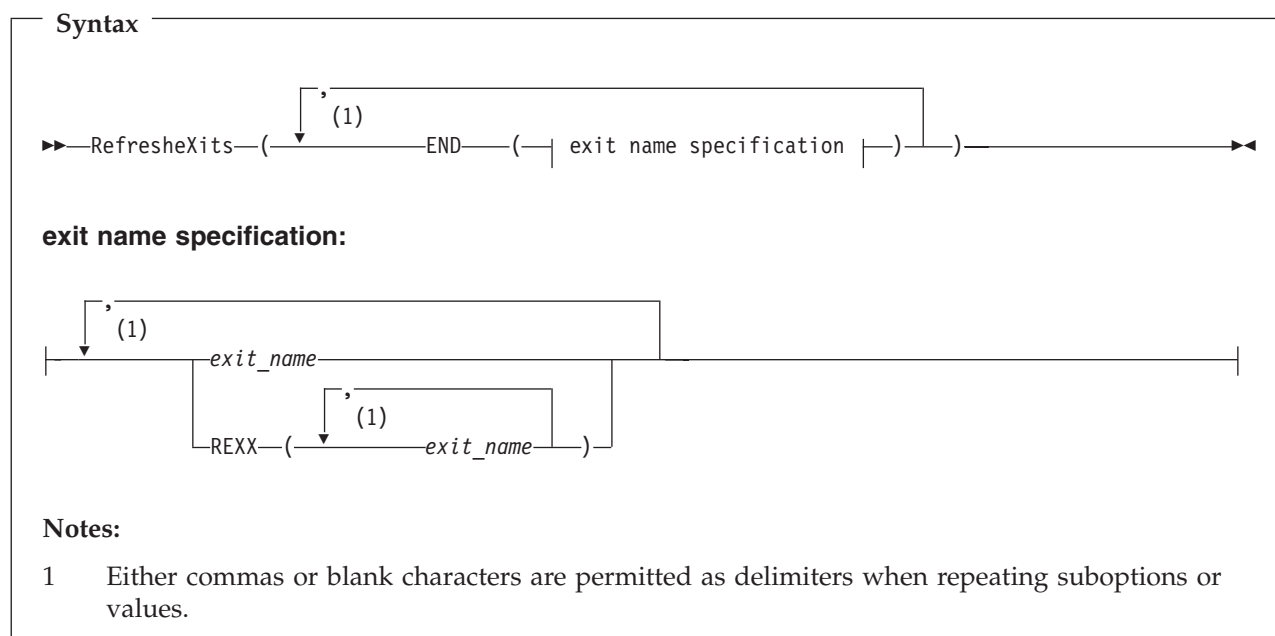 Syntax
,
(1)
RefresheXits ( END ( exit name specification ) )
exit name specification:
,
(1)
exit_name
,
(1)
REXX ( exit_name )
Notes:
1 Either commas or blank characters are permitted as delimiters when repeating suboptions or
values.